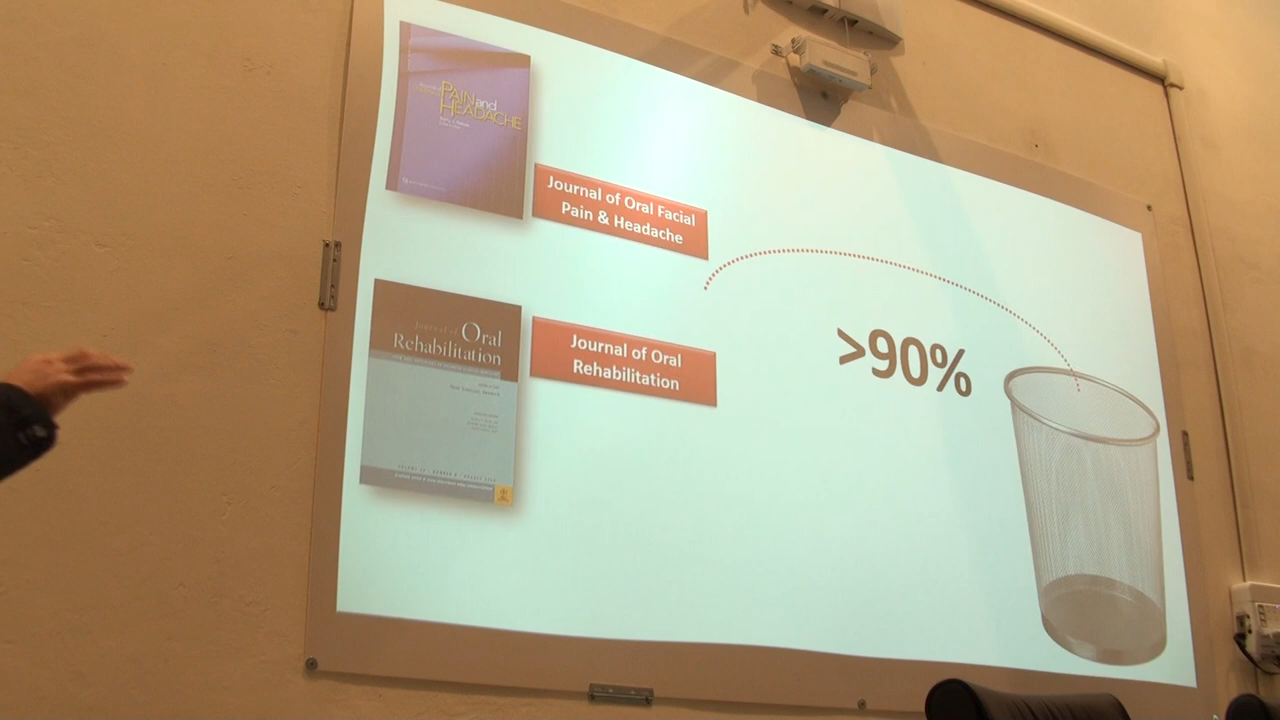 PAIN and
HEADACHE
Journal of Oral Facial
Pain & Headache
Journal of Oral
Rehabilitation
Journal of Oral
Rehabilitation
>90%